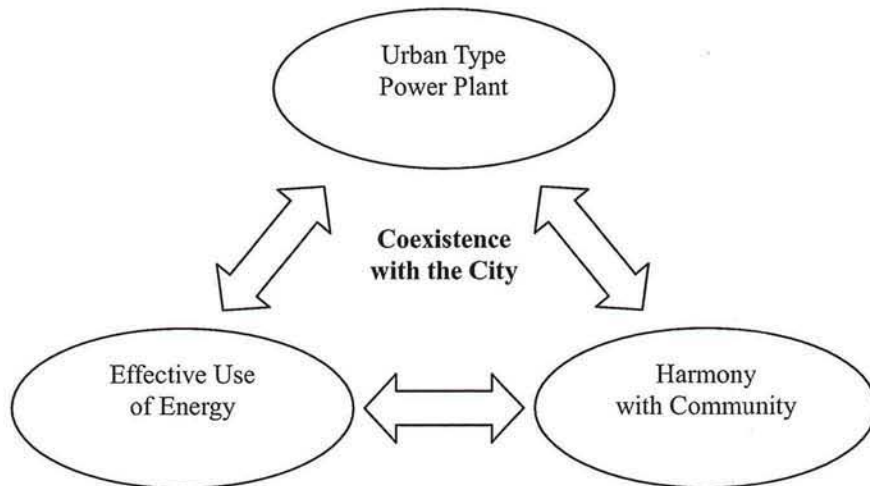 Urban Type
Power Plant
Coexistence
with the City
Effective Use
of Energy
Harmony
with Community